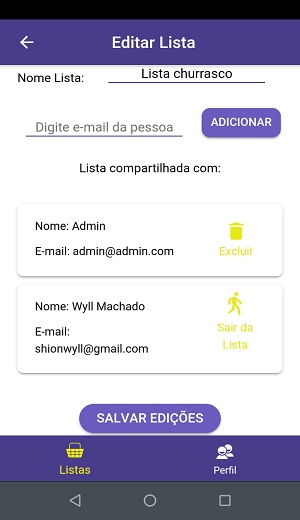 Editar Lista
Nome Lista: Lista churrasco
Digite e-mail da pessoa ADICIONAR
Lista compartilhada com:
Nome: Admin
E-mail: admin@admin.com
Excluir
Nome: Wyll Machado
E-mail:
shionwyll@gmail.com
Sair da
Lista
SALVAR EDIÇÕES
Listas Perfil